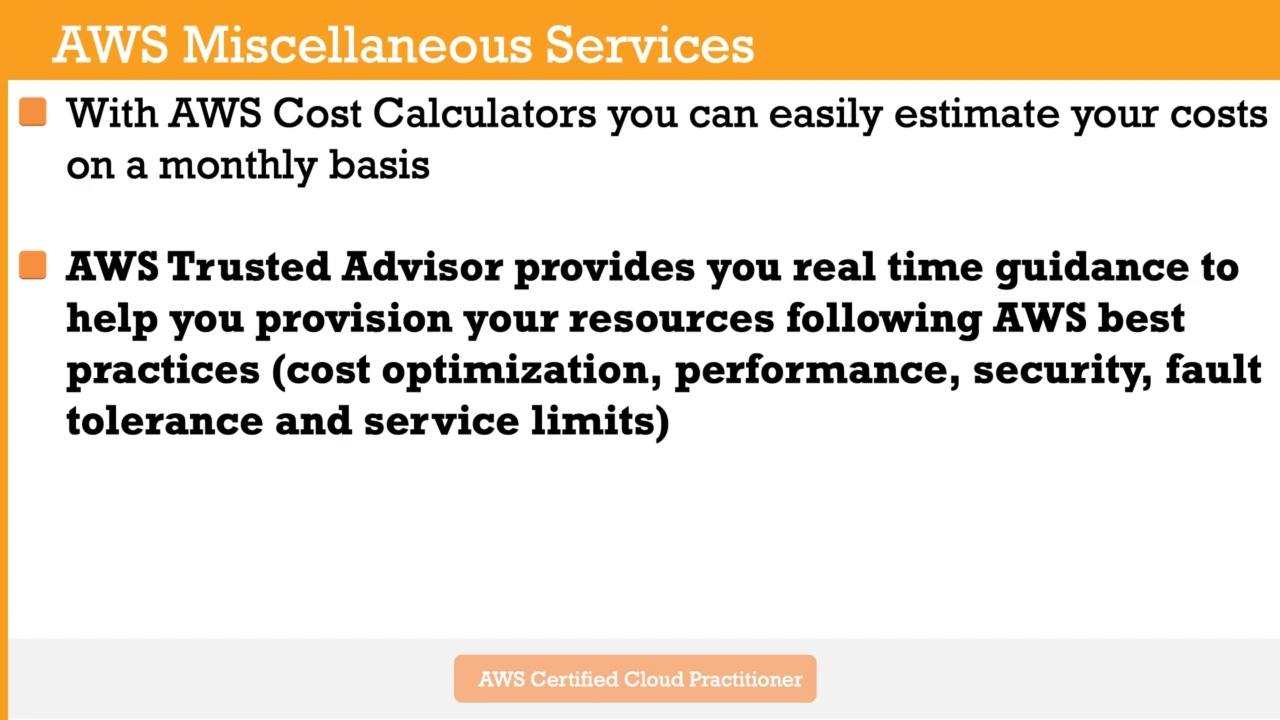 AWS Miscellaneous Services
With AWS Cost Calculators you can easily estimate your costs
on a monthly basis
AWS Trusted Advisor provides you real time guidance to
help you provision your resources following AWS best
practices (cost optimization, performance, security, fault
tolerance and service limits)
AWS Certified Cloud Practitioner